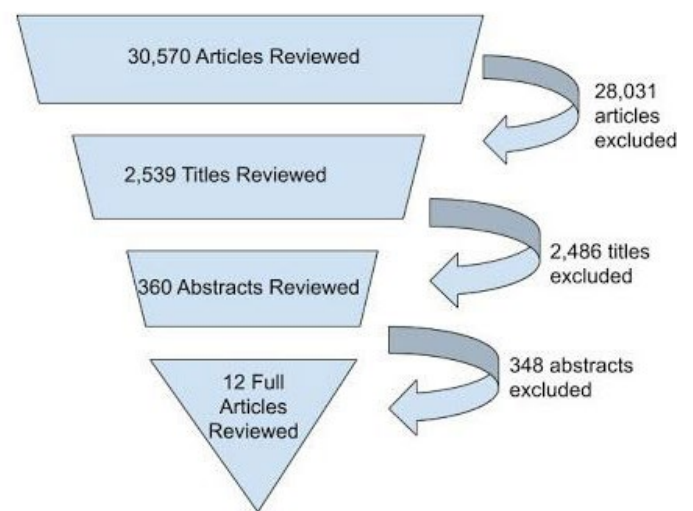 30,570 Articles Reviewed
28,031
articles
excluded
2,539 Titles Reviewed
2,486 titles
excluded
360 Abstracts Reviewed
348 abstracts
excluded
12 Full
Articles
Reviewed